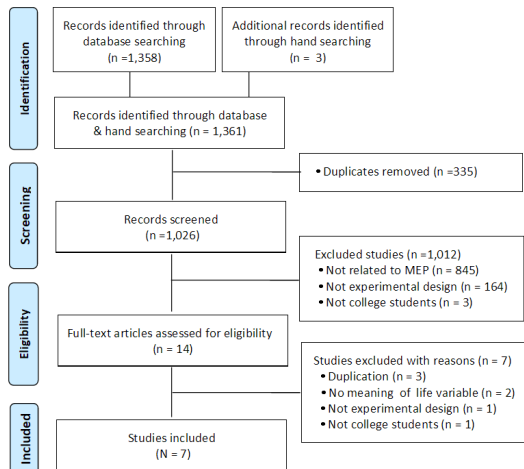 Identification
Records identified through
database searching
(n =1,358)
Additional records identified
through hand searching
(n = 3)
Records identified through database
& hand searching (n = 1,361)
• Duplicates removed (n =335)
Screening
Records screened
(n =1,026)
Excluded studies (n =1,012)
• Not related to MEP (n = 845)
• Not experimental design (n = 164)
• Not college students (n = 3)
Eligibility
Full-text articles assessed for eligibility
(n = 14)
Studies excluded with reasons (n = 7)
• Duplication (n = 3)
• No meaning of life variable (n = 2)
• Not experimental design (n = 1)
• Not college students (n = 1)
Included
Studies included
(N = 7)